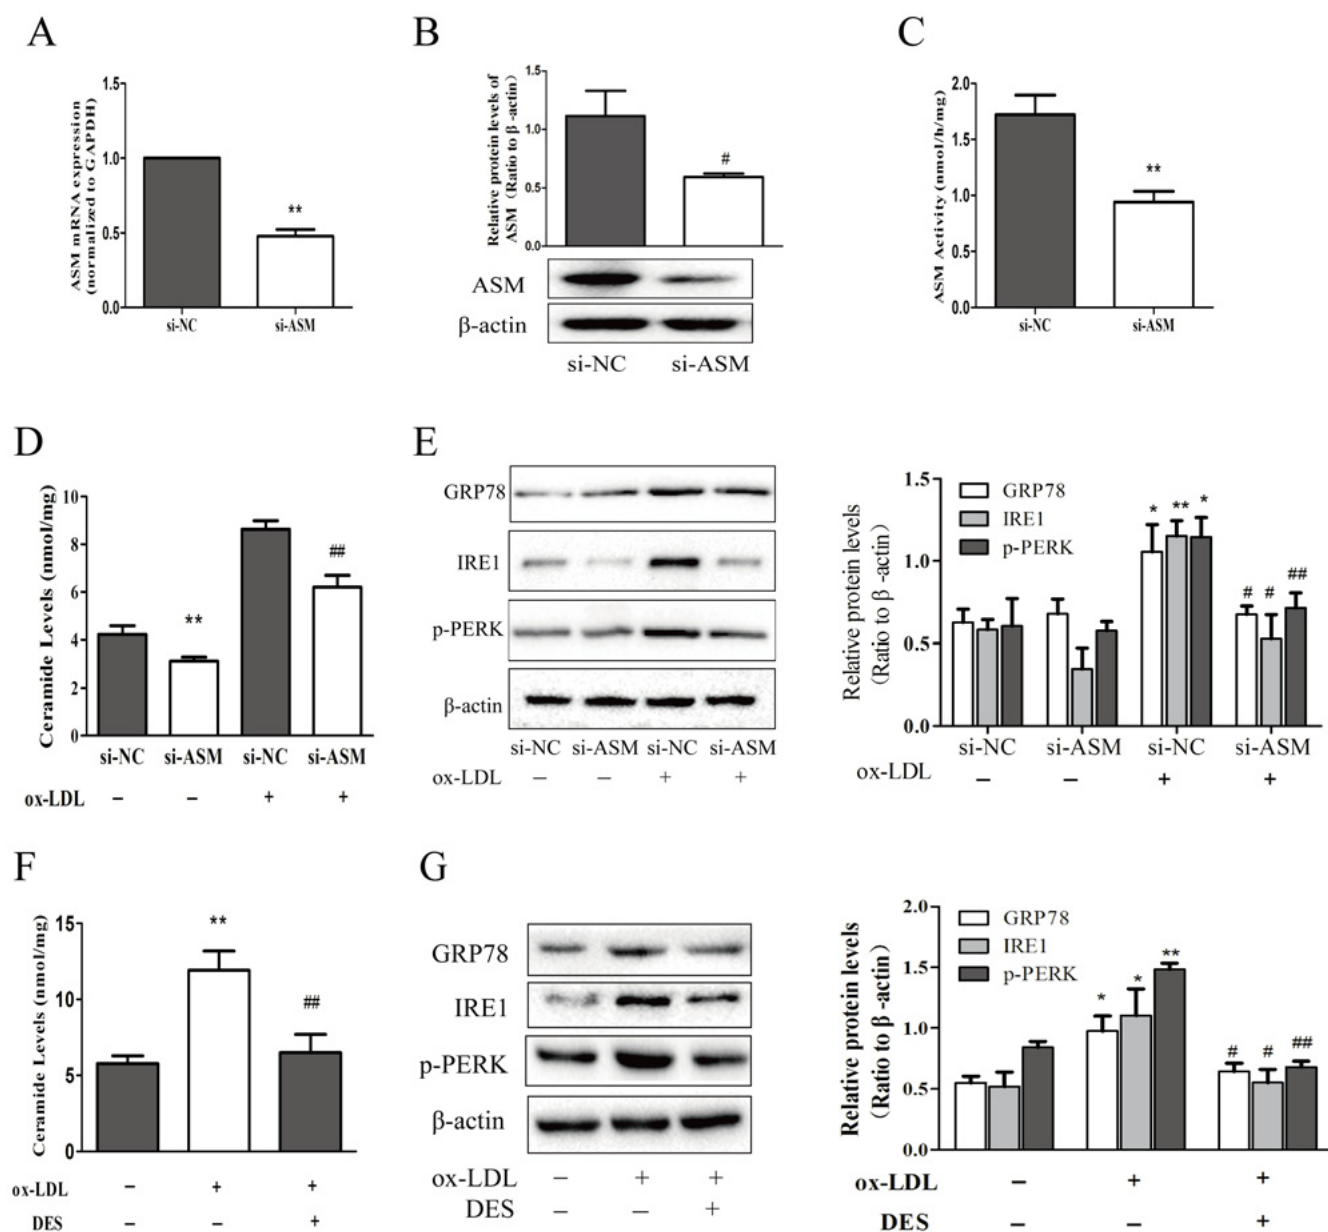 A
ASM mRNA expression
(normalized to GAPDH)
1.5
1.0
0.5
0.0
**
si-NC
si-ASM
B
Relative protein levels of
ASM (Ratio to β -actin)
1.5
1.0
0.5
0.0
#
ASM
β-actin
si-NC
si-ASM
C
ASM Activity (nmol/h/mg)
2.0
1.5
1.0
0.5
0.0
**
si-NC
si-ASM
D
Ceramide Levels (nmol/mg)
10
8
6
4
2
0
**
##
si-NC si-ASM si-NC si-ASM
ox-LDL – – + +
E
GRP78
IRE1
p-PERK
β-actin
si-NC si-ASM si-NC si-ASM
ox-LDL – – + +
Relative protein levels
(Ratio to β -actin)
1.5
1.0
0.5
0.0
GRP78
IRE1
p-PERK
* ** *
# # ##
si-NC si-ASM si-NC si-ASM
ox-LDL – – + +
F
Ceramide Levels (nmol/mg)
15
10
5
0
**
##
ox-LDL – + +
DES – – +
G
GRP78
IRE1
p-PERK
β-actin
ox-LDL – + +
DES – – +
Relative protein levels
(Ratio to β -actin)
2.0
1.5
1.0
0.5
0.0
GRP78
IRE1
p-PERK
* * **
# # ##
ox-LDL – + +
DES – – +